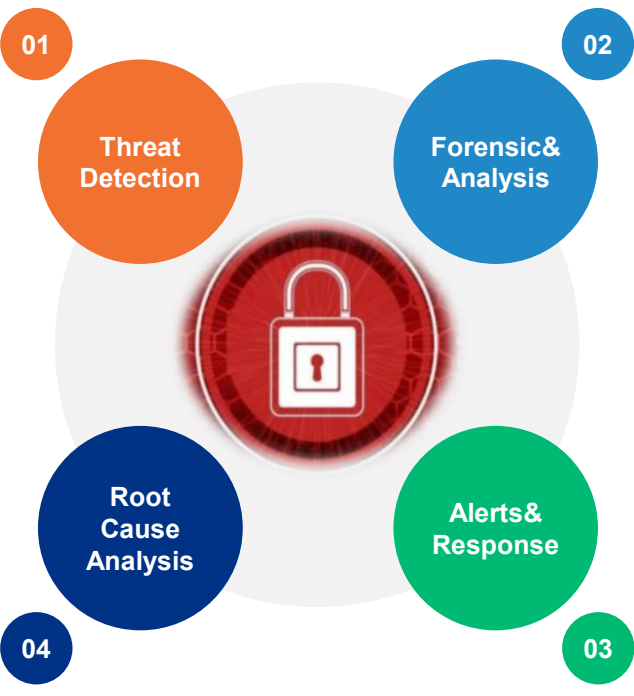 01
Threat
Detection
02
Forensic&
Analysis
03
Alerts&
Response
04
Root
Cause
Analysis